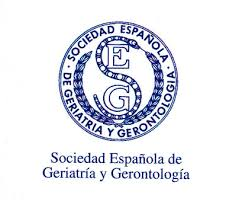 SOCIEDAD ESPAÑOLA
DE GERIATRIA Y GERONTOLOGIA
E
G
Sociedad Española de
Geriatría y Gerontología